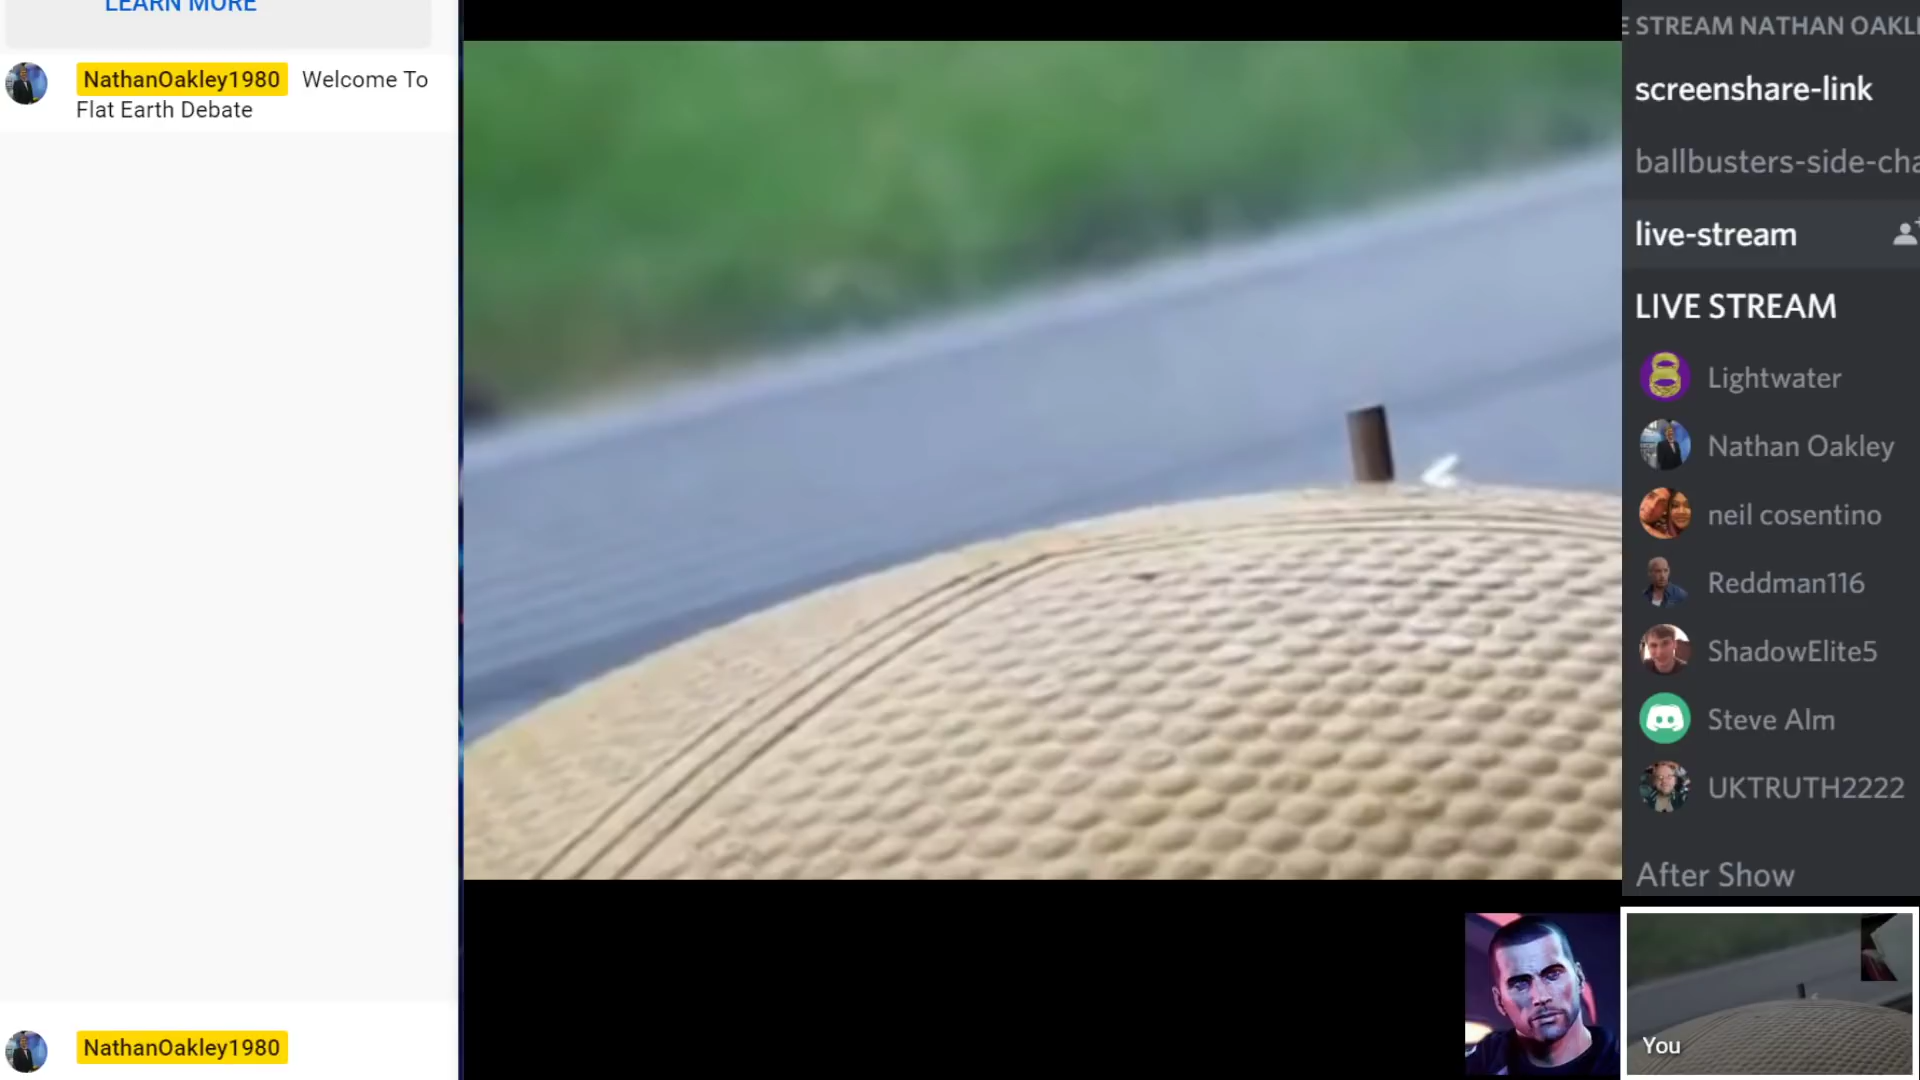 LEARN MORE
NathanOakley1980 Welcome To
Flat Earth Debate
NathanOakley1980
E STREAM NATHAN OAKL
screenshare-link
ballbusters-side-cha
live-stream
LIVE STREAM
Lightwater
Nathan Oakley
neil cosentino
Reddman116
ShadowElite5
Steve Alm
UKTRUTH2222
After Show
You